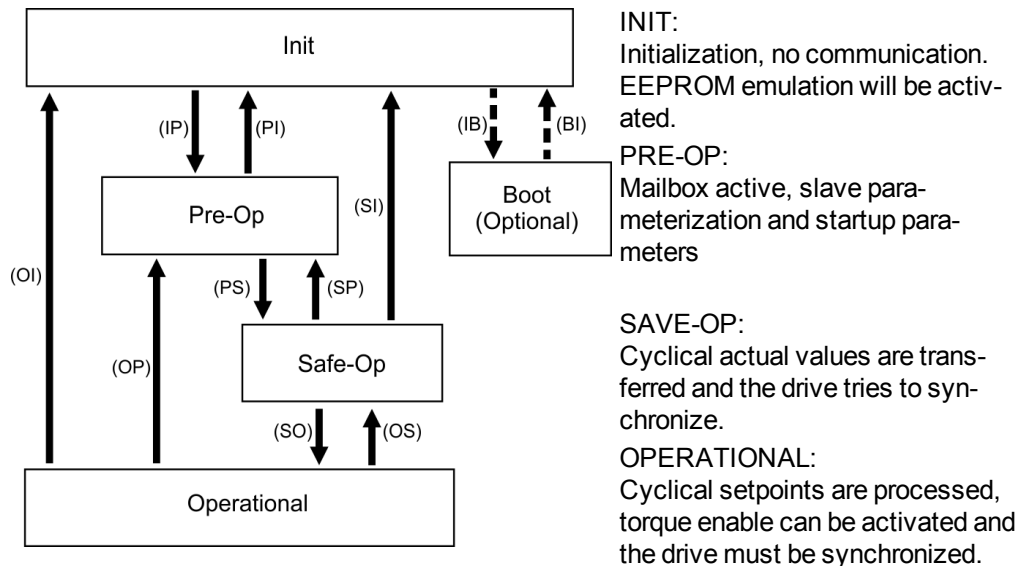 Init
(IP)
(PI)
(SI)
(IB)
(BI)
Pre-Op
Boot
(Optional)
(OI)
(OP)
(PS)
(SP)
Safe-Op
(SO)
(OS)
Operational
INIT:
Initialization, no communication.
EEPROM emulation will be activ-
ated.
PRE-OP:
Mailbox active, slave para-
meterization and startup para-
meters
SAVE-OP:
Cyclical actual values are trans-
ferred and the drive tries to syn-
chronize.
OPERATIONAL:
Cyclical setpoints are processed,
torque enable can be activated and
the drive must be synchronized.